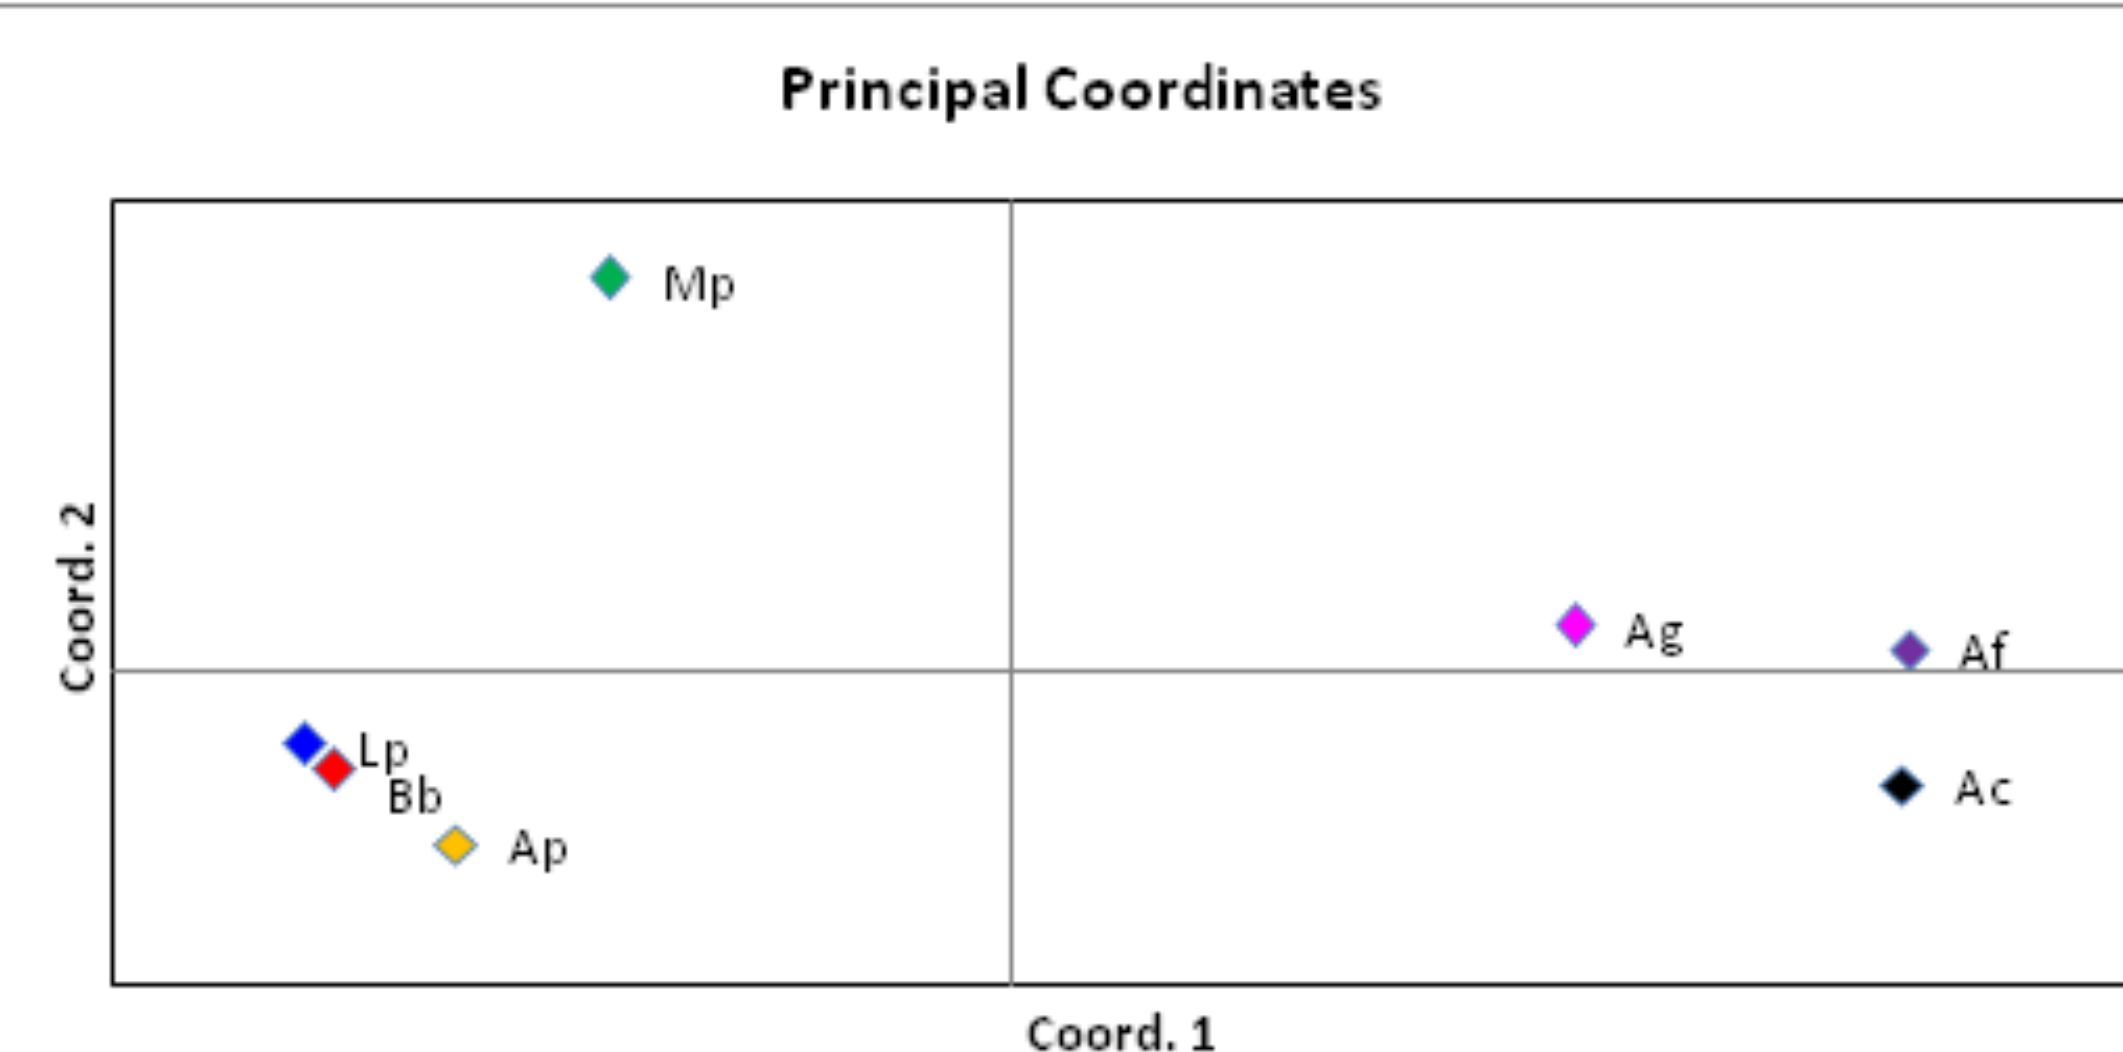 Principal Coordinates
Mp
Coord. 2
Ag
Af
Lp
Bb
Ac
Ap
Coord. 1